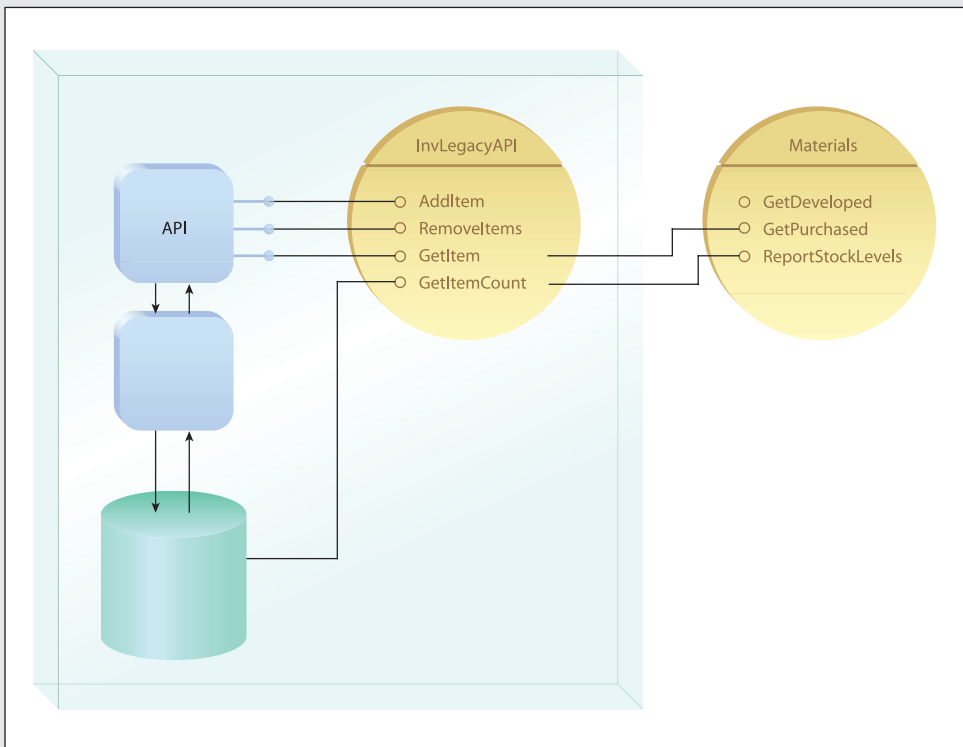 API
InvLegacyAPI
AddItem
RemoveItems
GetItem
GetItemCount
Materials
GetDeveloped
GetPurchased
ReportStockLevels